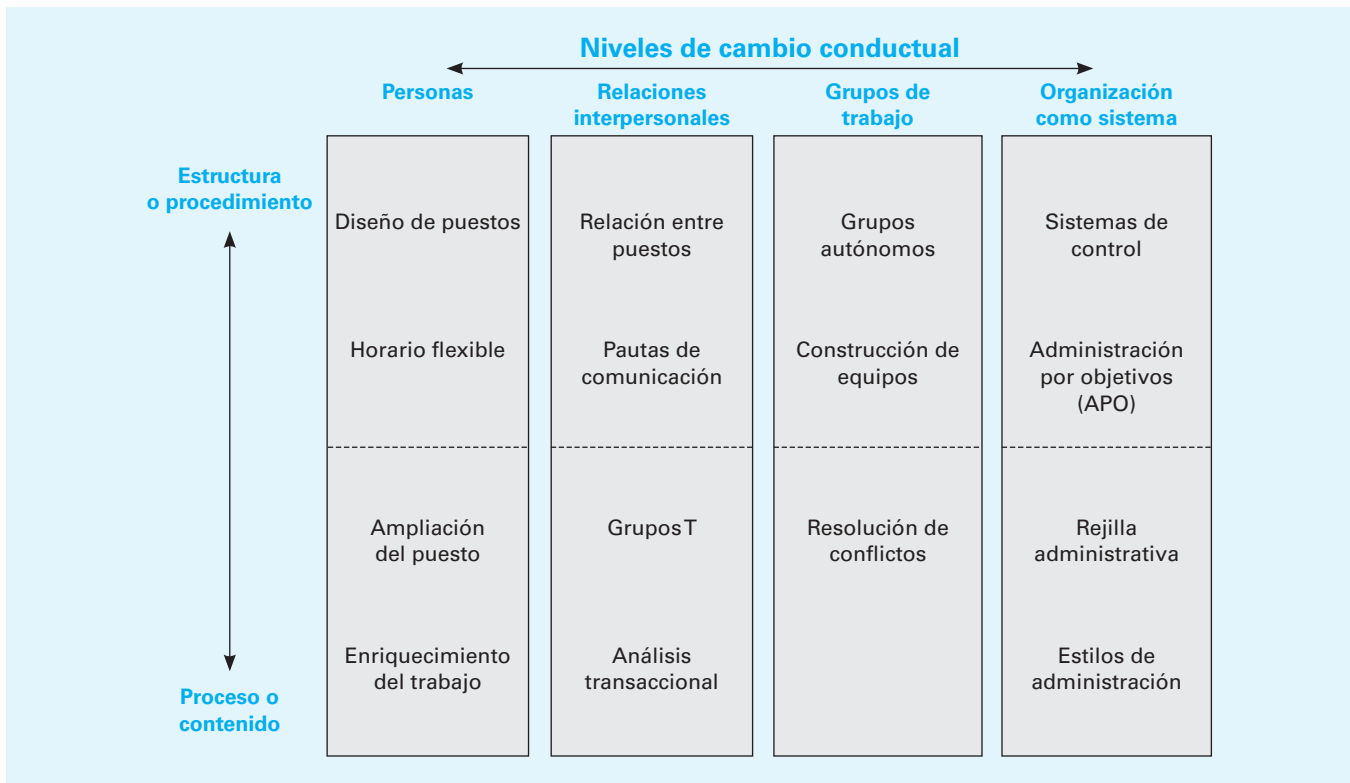 Niveles de cambio conductual
Personas
Relaciones
interpersonales
Grupos de
trabajo
Organización
como sistema
Estructura
o procedimiento
Diseño de puestos
Relación entre
puestos
Grupos
autónomos
Sistemas de
control
Horario flexible
Pautas de
comunicación
Construcción de
equipos
Administración
por objetivos
(APO)
Ampliación
del puesto
Grupos T
Resolución de
conflictos
Rejilla
administrativa
Enriquecimiento
del trabajo
Análisis
transaccional
Estilos de
administración
Proceso o
contenido